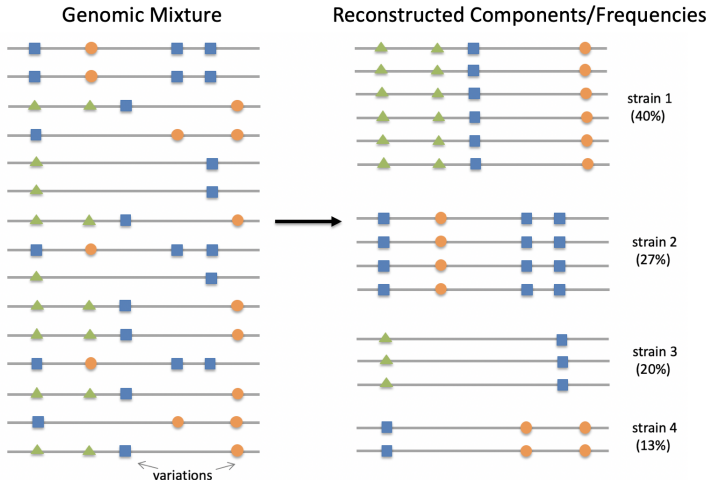 Genomic Mixture
Reconstructed Components/Frequencies
strain 1
(40%)
strain 2
(27%)
strain 3
(20%)
strain 4
(13%)
variations